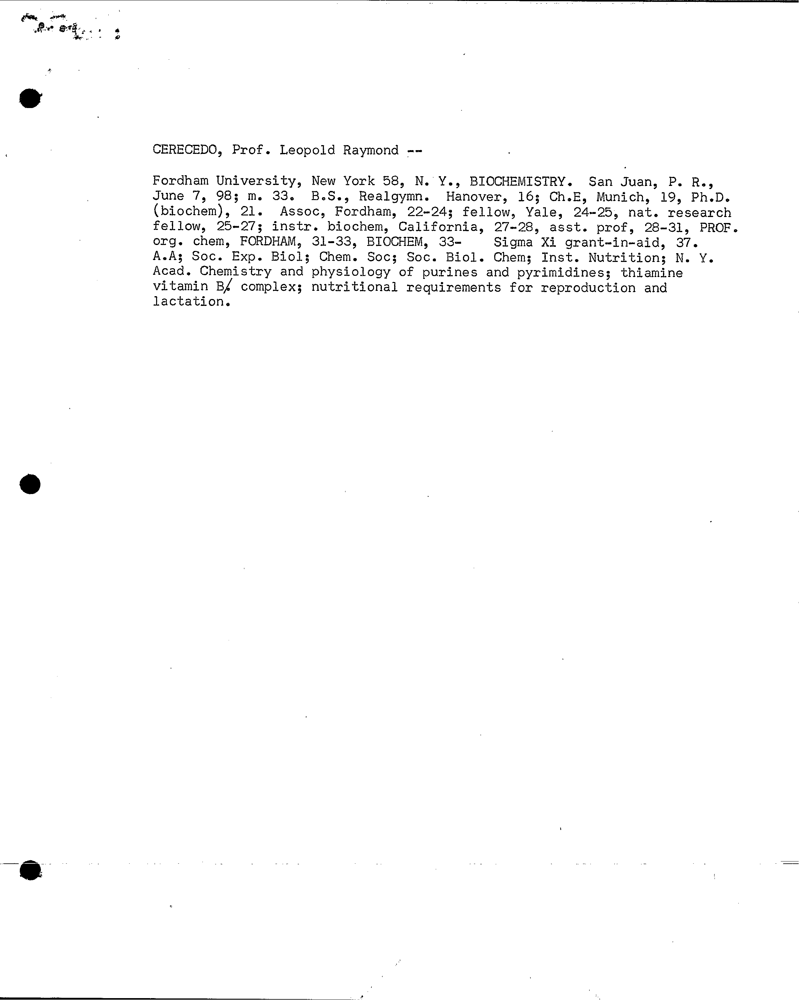 CERECEDO, Prof. Leopold Raymond --
Fordham University, New York 58, N. Y., BIOCHEMISTRY. San Juan, P. R.,
June 7, 98; m. 33. B.S., Realgymn. Hanover, 16; Ch.E, Munich, 19, Ph.D.
(biochem), 21. Assoc, Fordham, 22-24; fellow, Yale, 24-25, nat. research
fellow, 25-27; instr. biochem, California, 27-28, asst. prof, 28-31, PROF.
org. chem, FORDHAM, 31-33, BIOCHEM, 33- Sigma Xi grant-in-aid, 37.
A.A; Soc. Exp. Biol; Chem. Soc; Soc. Biol. Chem; Inst. Nutrition; N. Y.
Acad. Chemistry and physiology of purines and pyrimidines; thiamine
vitamin B complex; nutritional requirements for reproduction and
lactation.